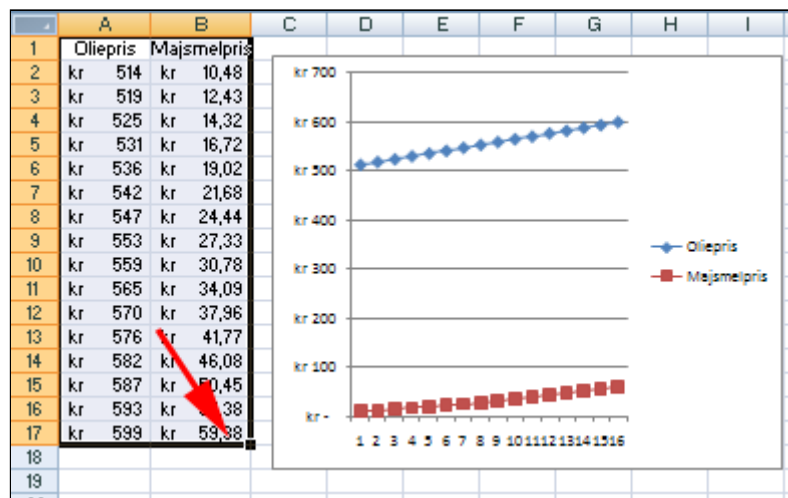 A B C D E F G H I
1 Oliepris Majsmelpris
2 kr 514 kr 10,48
3 kr 519 kr 12,43
4 kr 525 kr 14,32
5 kr 531 kr 16,72
6 kr 536 kr 19,02
7 kr 542 kr 21,68
8 kr 547 kr 24,44
9 kr 553 kr 27,33
10 kr 559 kr 30,78
11 kr 565 kr 34,09
12 kr 570 kr 37,96
13 kr 576 kr 41,77
14 kr 582 kr 46,08
15 kr 587 kr 50,45
16 kr 593 kr
17 kr 599 kr
18
19
kr 700
kr 600
kr 500
kr 400
kr 300
kr 200
kr 100
kr -
1 2 3 4 5 6 7 8 9 10 11 12 13 14 15 16
Oliepris
Majsmelpris